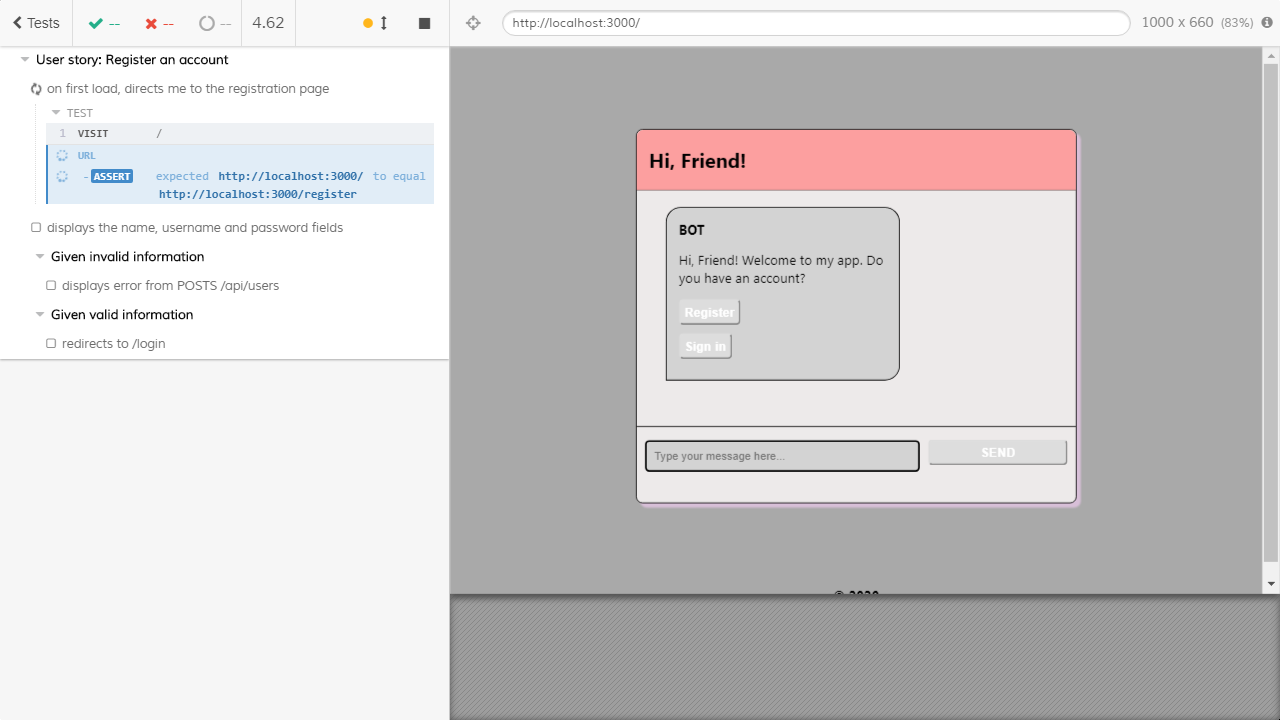 Tests -- -- -- 4.62
http://localhost:3000/
1000 x 660 (83%)
User story: Register an account
on first load, directs me to the registration page
TEST
1 VISIT /
URL
-ASSERT expected http://localhost:3000/ to equal
http://localhost:3000/register
displays the name, username and password fields
Given invalid information
displays error from POSTS /api/users
Given valid information
redirects to /login
Hi, Friend!
BOT
Hi, Friend! Welcome to my app. Do
you have an account?
Register
Sign in
Type your message here...
SEND
© 2020